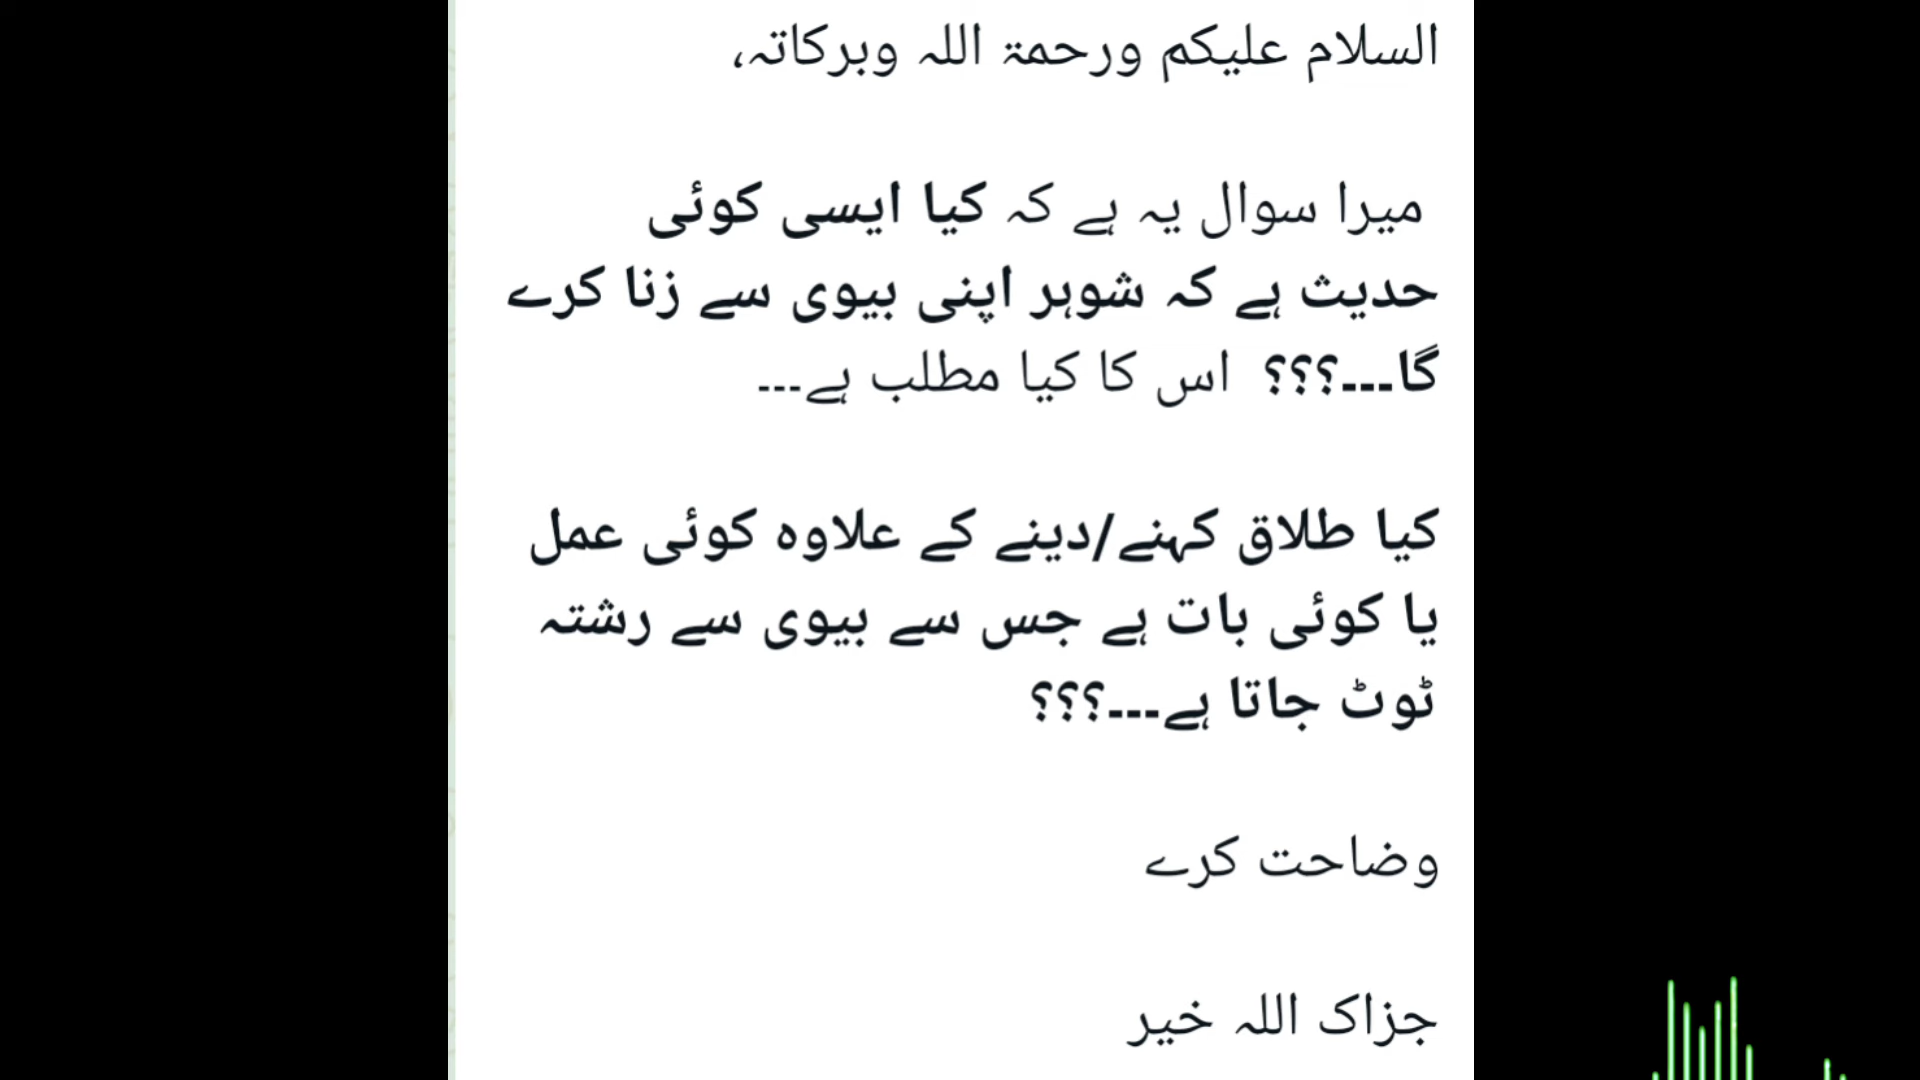 السلام علیکم ورحمۃ اللہ وبرکاتہ،
میرا سوال یہ ہے کہ کیا ایسی کوئی
حدیث ہے کہ شوہر اپنی بیوی سے زنا کرے
گا---؟؟؟ اس کا کیا مطلب ہے---
کیا طلاق کہنے/دینے کے علاوہ کوئی عمل
یا کوئی بات ہے جس سے بیوی سے رشتہ
ٹوٹ جاتا ہے---؟؟؟
وضاحت کرے
جزاک اللہ خیر